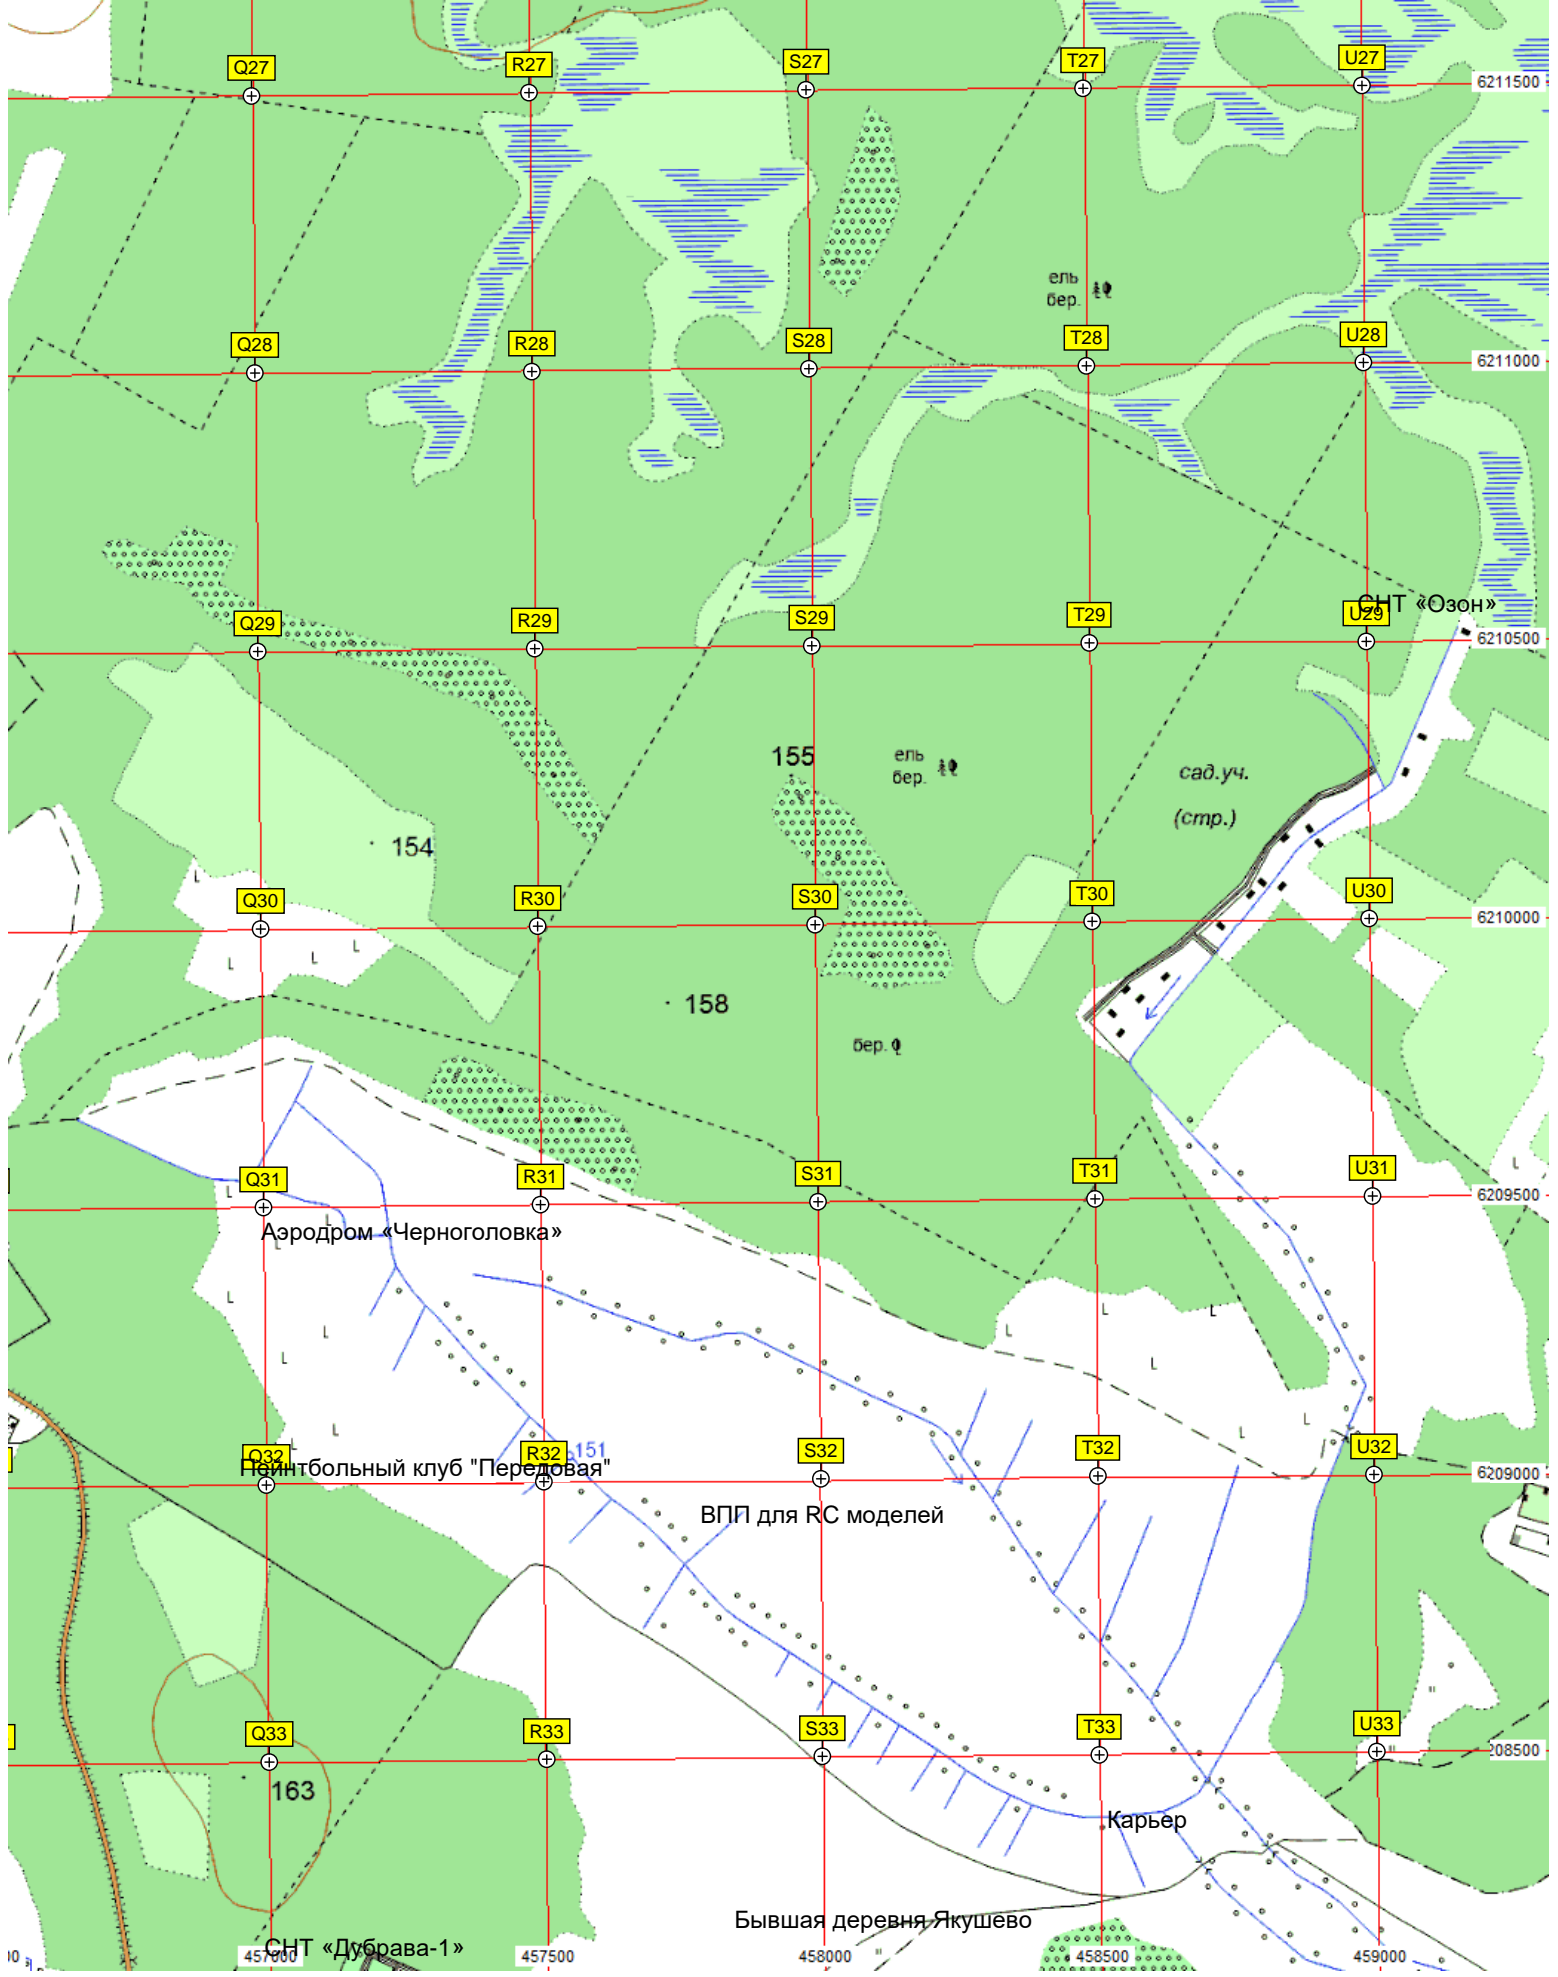 Q27 R27 S27 T27 U27
6211500
ель
бер.
Q28 R28 S28 T28 U28
6211000
СНТ «Озон»
Q29 R29 S29 T29 U29
6210500
155
ель
бер.
сад.уч.
(стр.)
154
Q30 R30 S30 T30 U30
6210000
158
бер.
Q31 R31 S31 T31 U31
6209500
Аэродром «Черноголовка»
Q32 R32 S32 T32 U32
151
Пейнтбольный клуб "Передовая"
6209000
ВПП для RC моделей
Q33 R33 S33 T33 U33
208500
163
Карьер
Бывшая деревня Якушево
СНТ «Дубрава-1»
457000 457500 458000 458500 459000